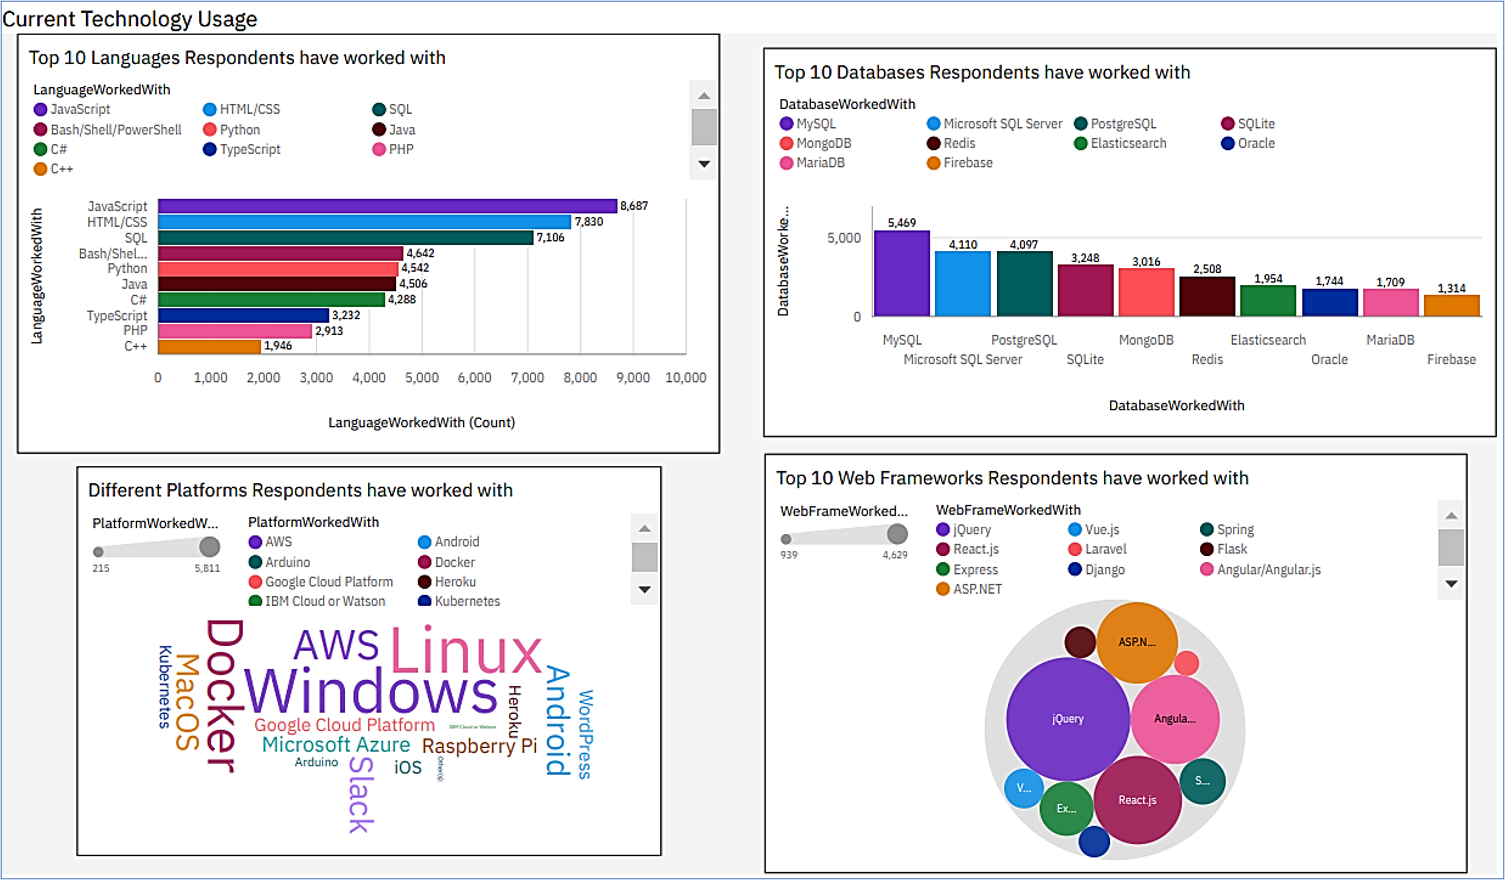 Current Technology Usage
Top 10 Languages Respondents have worked with
LanguageWorkedWith
JavaScript HTML/CSS SQL
Bash/Shell/PowerShell Python Java
C# TypeScript PHP
C++
LanguageWorkedWith
JavaScript 8,687
HTML/CSS 7,830
SQL 7,106
Bash/Shel... 4,642
Python 4,542
Java 4,506
C# 4,288
TypeScript 3,232
PHP 2,913
C++ 1,946
0 1,000 2,000 3,000 4,000 5,000 6,000 7,000 8,000 9,000 10,000
LanguageWorkedWith (Count)
Top 10 Databases Respondents have worked with
DatabaseWorkedWith
MySQL Microsoft SQL Server PostgreSQL SQLite
MongoDB Redis Elasticsearch Oracle
MariaDB Firebase
DatabaseWorke...
5,000
0
5,469 4,110 4,097 3,248 3,016 2,508 1,954 1,744 1,709 1,314
MySQL PostgreSQL MongoDB Elasticsearch MariaDB
Microsoft SQL Server SQLite Redis Oracle Firebase
DatabaseWorkedWith
Different Platforms Respondents have worked with
PlatformWorkedW...
215 5,811
PlatformWorkedWith
AWS Android
Arduino Docker
Google Cloud Platform Heroku
IBM Cloud or Watson Kubernetes
Kubernetes
MacOS
Docker
AWS
Linux
Windows
Google Cloud Platform
IBM Cloud or Watson
Microsoft Azure
Raspberry Pi
Arduino
iOS
Other(s):
Slack
Heroku
Android
WordPress
Top 10 Web Frameworks Respondents have worked with
WebFrameWorked...
939 4,629
WebFrameWorkedWith
jQuery Vue.js Spring
React.js Laravel Flask
Express Django Angular/Angular.js
ASP.NET
ASP.N...
jQuery
Angula...
V...
Ex...
React.js
S...